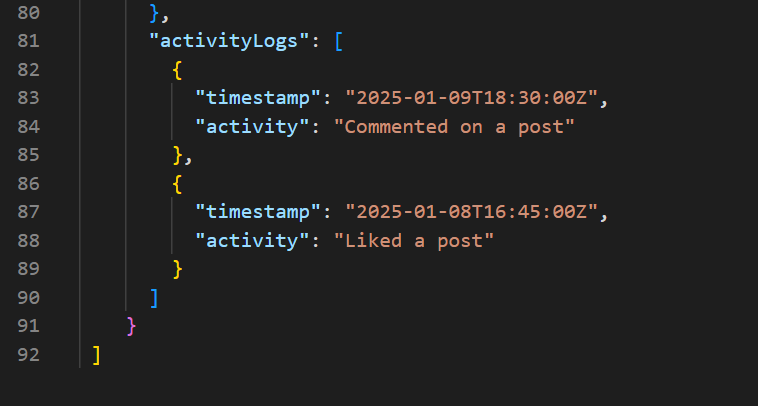 80 },
81 "activityLogs": [
82 {
83 "timestamp": "2025-01-09T18:30:00Z",
84 "activity": "Commented on a post"
85 },
86 {
87 "timestamp": "2025-01-08T16:45:00Z",
88 "activity": "Liked a post"
89 }
90 ]
91 }
92 ]